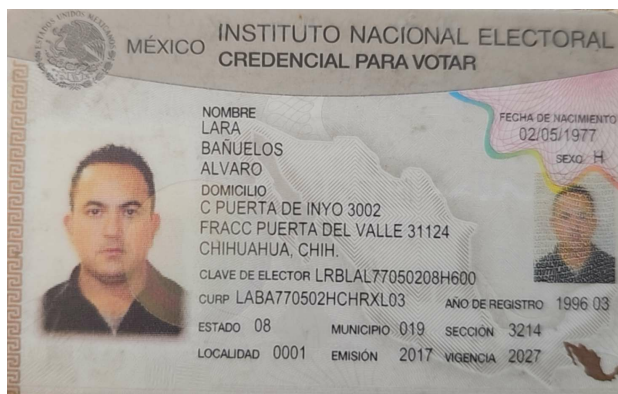 MÉXICO
INSTITUTO NACIONAL ELECTORAL
CREDENCIAL PARA VOTAR
NOMBRE
LARA
BAÑUELOS
ALVARO
FECHA DE NACIMIENTO
02/05/1977
SEXO H
DOMICILIO
C PUERTA DE INYO 3002
FRACC PUERTA DEL VALLE 31124
CHIHUAHUA, CHIH.
CLAVE DE ELECTOR LRBLAL77050208H600
CURP LABA770502HCHRXL03 AÑO DE REGISTRO 1996 03
ESTADO 08 MUNICIPIO 019 SECCIÓN 3214
LOCALIDAD 0001 EMISIÓN 2017 VIGENCIA 2027